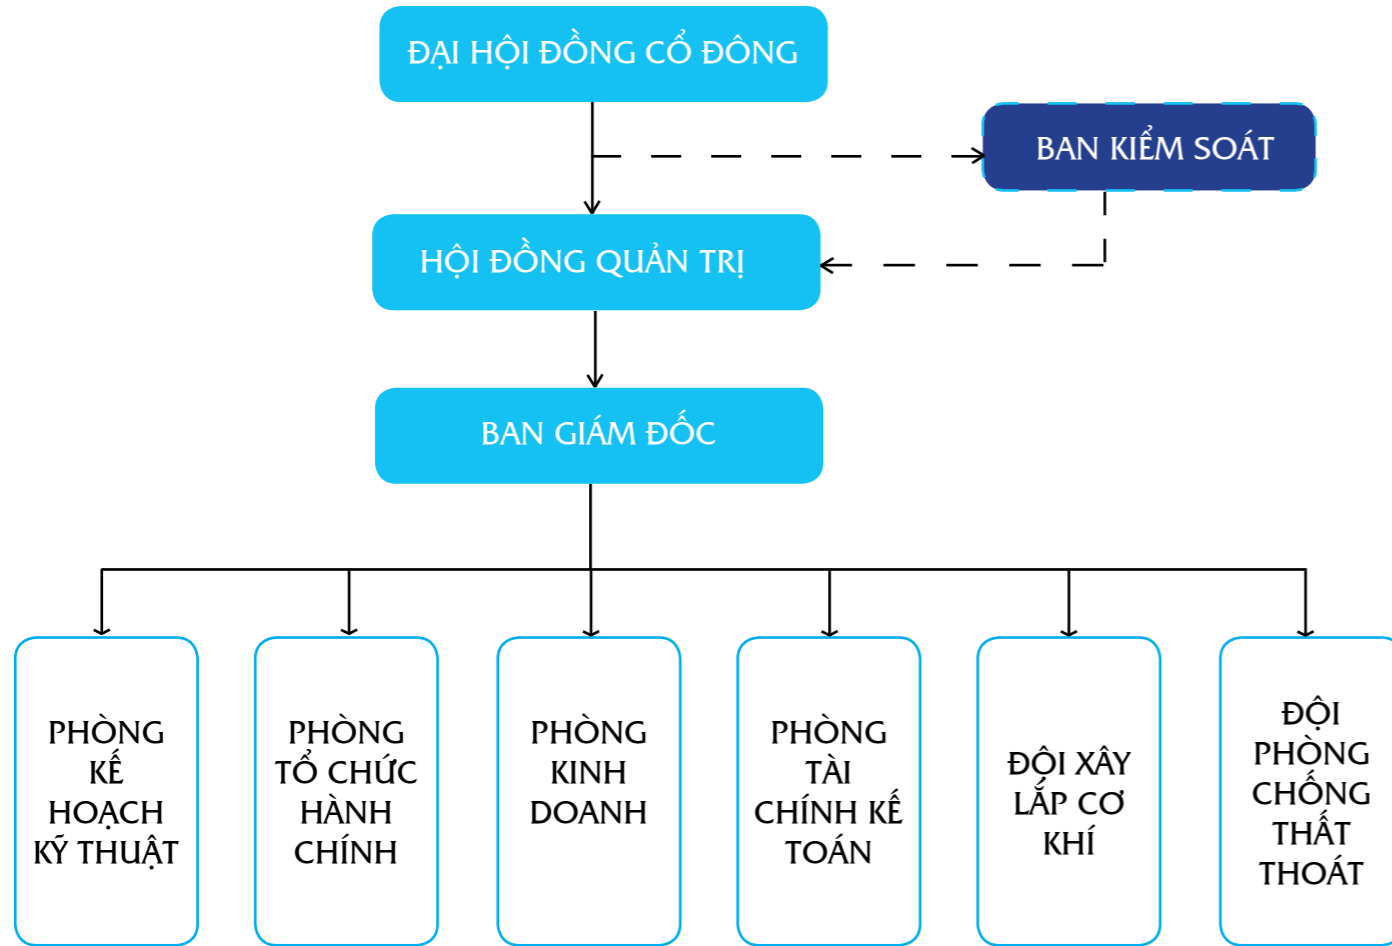 ĐẠI HỘI ĐỒNG CỔ ĐÔNG
BAN KIỂM SOÁT
HỘI ĐỒNG QUẢN TRỊ
BAN GIÁM ĐỐC
PHÒNG
KẾ
HOẠCH
KỸ THUẬT
PHÒNG
TỔ CHỨC
HÀNH
CHÍNH
PHÒNG
KINH
DOANH
PHÒNG
TÀI
CHÍNH KẾ
TOÁN
ĐỘI XÂY
LẮP CƠ
KHÍ
ĐỘI
PHÒNG
CHỐNG
THẤT
THOÁT